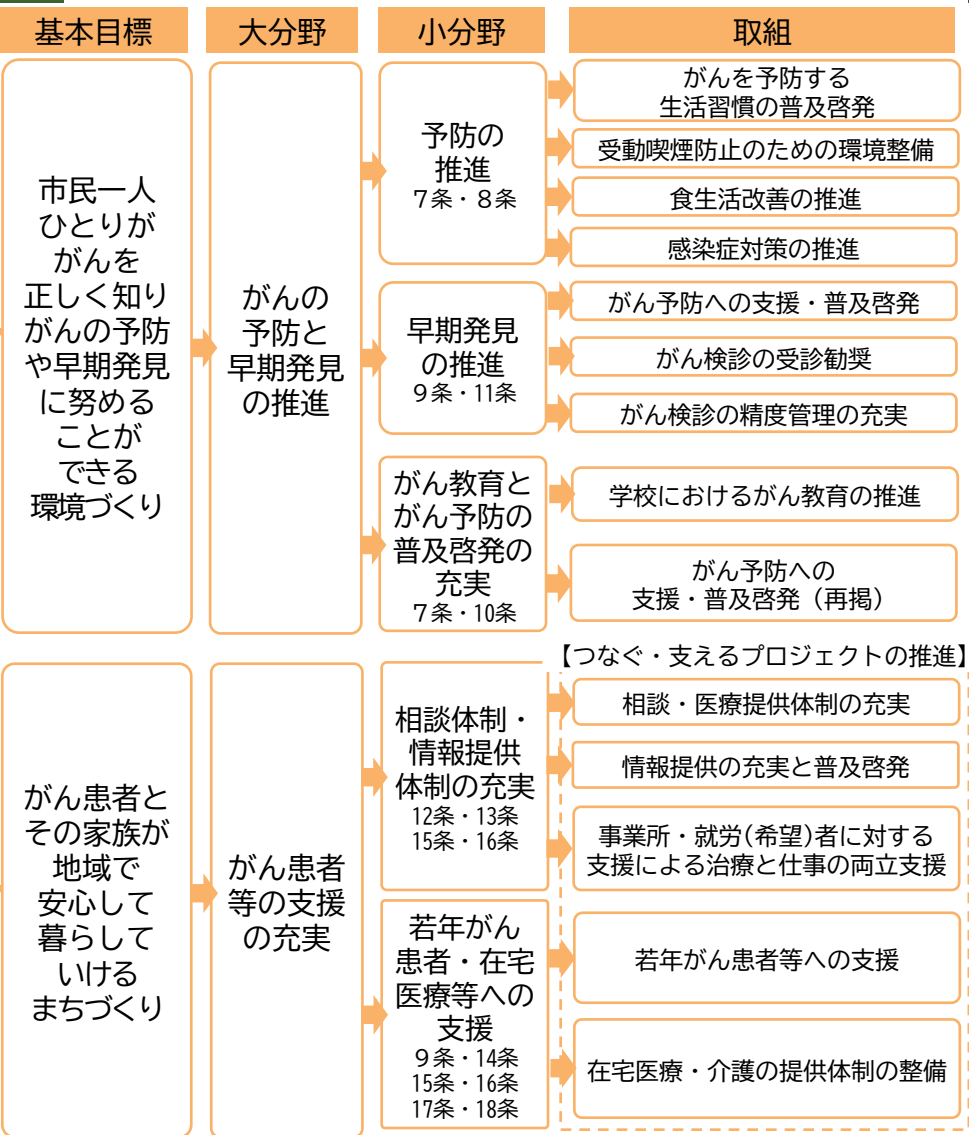 基本目標
大分野
小分野
取組
市民一人
ひとりが
がんを
正しく知り
がんの予防
や早期発見
に努める
ことが
できる
環境づくり
がんの
予防と
早期発見
の推進
予防の
推進
7条・8条
がんを予防する
生活習慣の普及啓発
受動喫煙防止のための環境整備
食生活改善の推進
感染症対策の推進
早期発見
の推進
9条・11条
がん予防への支援・普及啓発
がん検診の受診勧奨
がん検診の精度管理の充実
がん教育と
がん予防の
普及啓発の
充実
7条・10条
学校におけるがん教育の推進
がん予防への
支援・普及啓発（再掲）
がん患者と
その家族が
地域で
安心して
暮らして
いける
まちづくり
がん患者
等の支援
の充実
相談体制・
情報提供
体制の充実
12条・13条
15条・16条
【つなぐ・支えるプロジェクトの推進】
相談・医療提供体制の充実
情報提供の充実と普及啓発
事業所・就労(希望)者に対する
支援による治療と仕事の両立支援
若年がん
患者・在宅
医療等への
支援
9条・14条
15条・16条
17条・18条
若年がん患者等への支援
在宅医療・介護の提供体制の整備